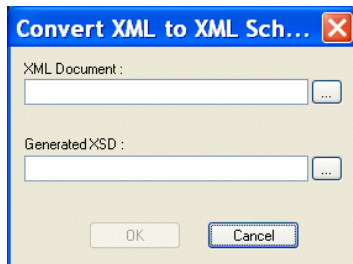 Convert XML to XML Sch...
XML Document :
...
Generated XSD :
...
OK
Cancel